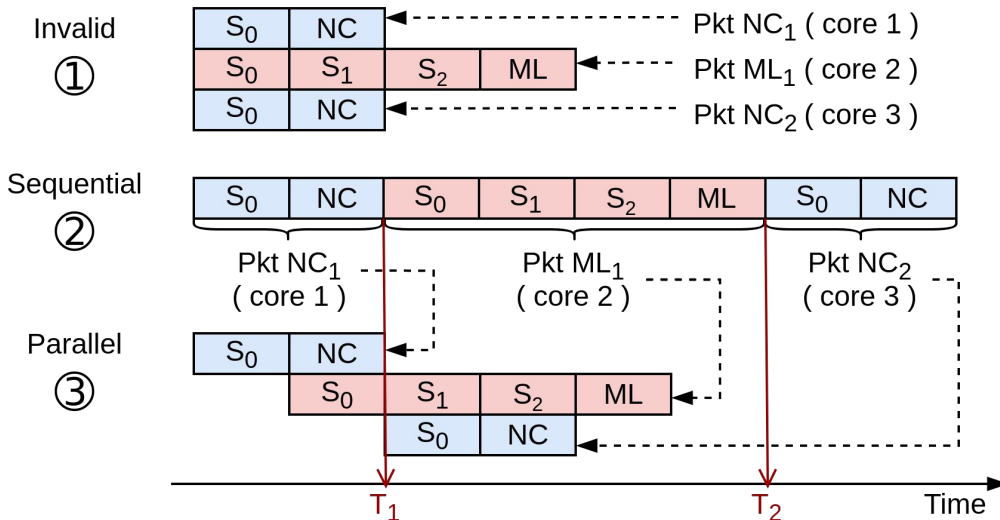 Invalid
①
S₀ NC
S₀ S₁ S₂ ML
S₀ NC
Pkt NC₁ ( core 1 )
Pkt ML₁ ( core 2 )
Pkt NC₂ ( core 3 )
Sequential
②
S₀ NC S₀ S₁ S₂ ML S₀ NC
Pkt NC₁
( core 1 )
Pkt ML₁
( core 2 )
Pkt NC₂
( core 3 )
Parallel
③
S₀ NC
S₀ S₁ S₂ ML
S₀ NC
T₁ T₂ Time